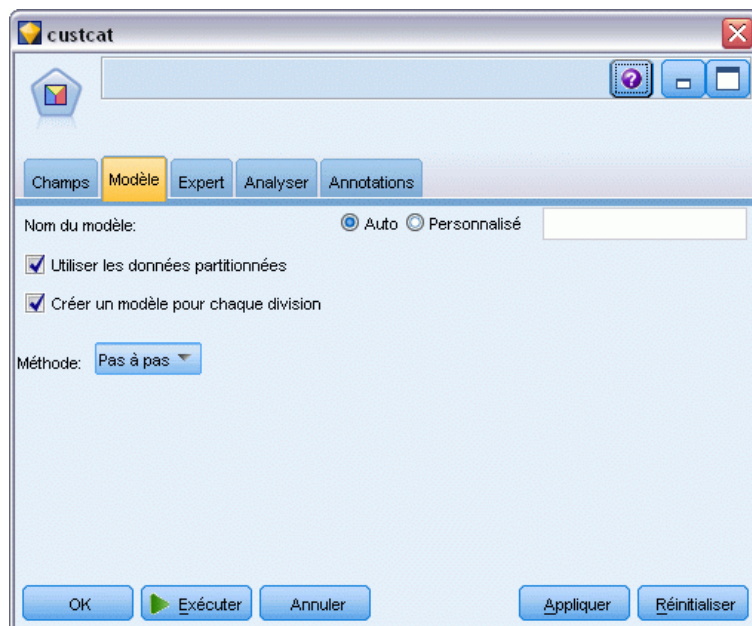 custcat
?
Champs Modèle Expert Analyser Annotations
Nom du modèle: Auto Personnalisé
Utiliser les données partitionnées
Créer un modèle pour chaque division
Méthode: Pas à pas
OK Exécuter Annuler Appliquer Réinitialiser